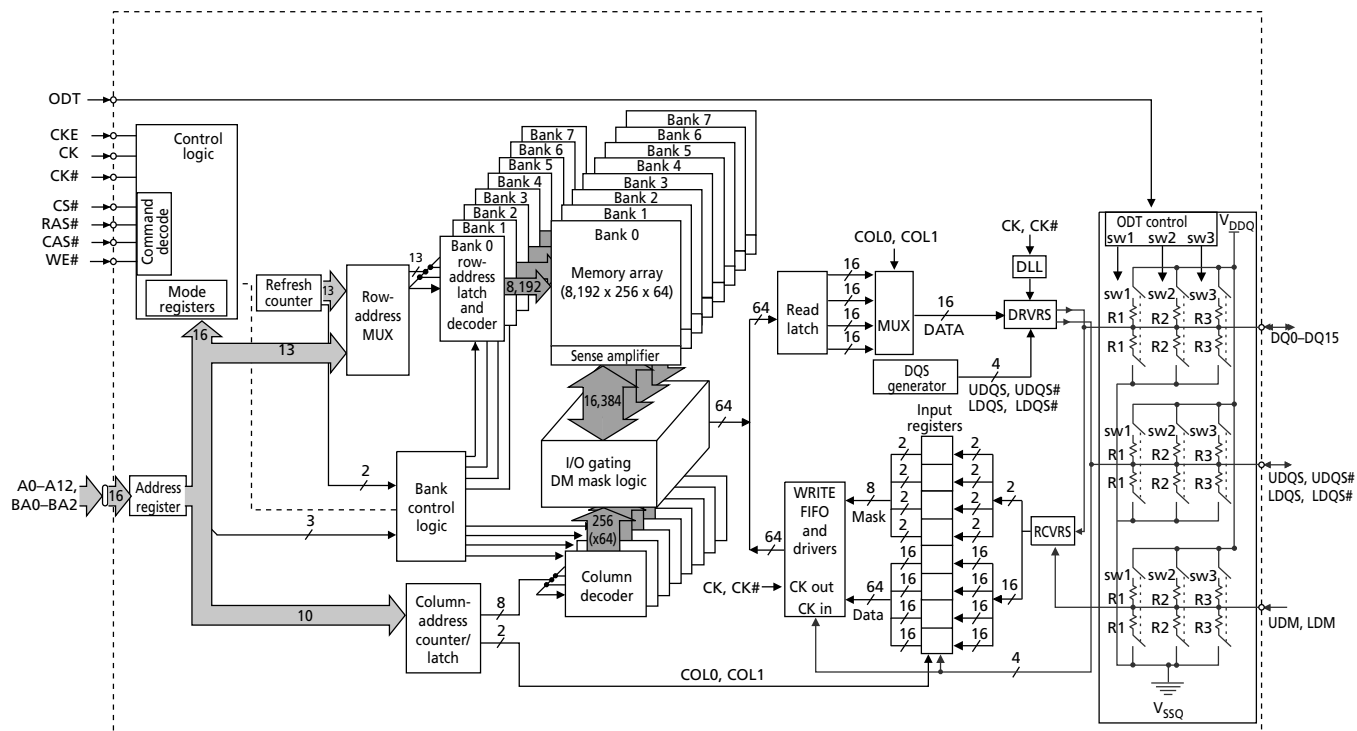 ODT
CKE
CK
CK#
CS#
RAS#
CAS#
WE#
Control
logic
Command
decode
Mode
registers
A0–A12,
BA0–BA2
16
Address
register
16
13
2
3
10
Refresh
counter
13
Row-
address
MUX
13
Bank 7
Bank 6
Bank 5
Bank 4
Bank 3
Bank 2
Bank 1
Bank 0
row-
address
latch
and
decoder
8,192
Bank 7
Bank 6
Bank 5
Bank 4
Bank 3
Bank 2
Bank 1
Bank 0
Memory array
(8,192 x 256 x 64)
Sense amplifier
16,384
I/O gating
DM mask logic
256
(x64)
Column
decoder
Bank
control
logic
Column-
address
counter/
latch
8
2
COL0, COL1
64
64
Read
latch
16
16
16
16
COL0, COL1
MUX
16
DATA
CK, CK#
DLL
DRVRS
DQS
generator
4
UDQS, UDQS#
LDQS, LDQS#
64
WRITE
FIFO
and
drivers
CK out
CK in
CK, CK#
8
Mask
64
Data
Input
registers
2
2
2
2
16
16
16
16
2
2
2
2
16
16
16
16
2
16
RCVRS
4
ODT control
VDDQ
sw1 sw2 sw3
sw1 sw2 sw3
R1 R2 R3
R1 R2 R3
sw1 sw2 sw3
R1 R2 R3
R1 R2 R3
sw1 sw2 sw3
R1 R2 R3
R1 R2 R3
VSSQ
DQ0–DQ15
UDQS, UDQS#
LDQS, LDQS#
UDM, LDM